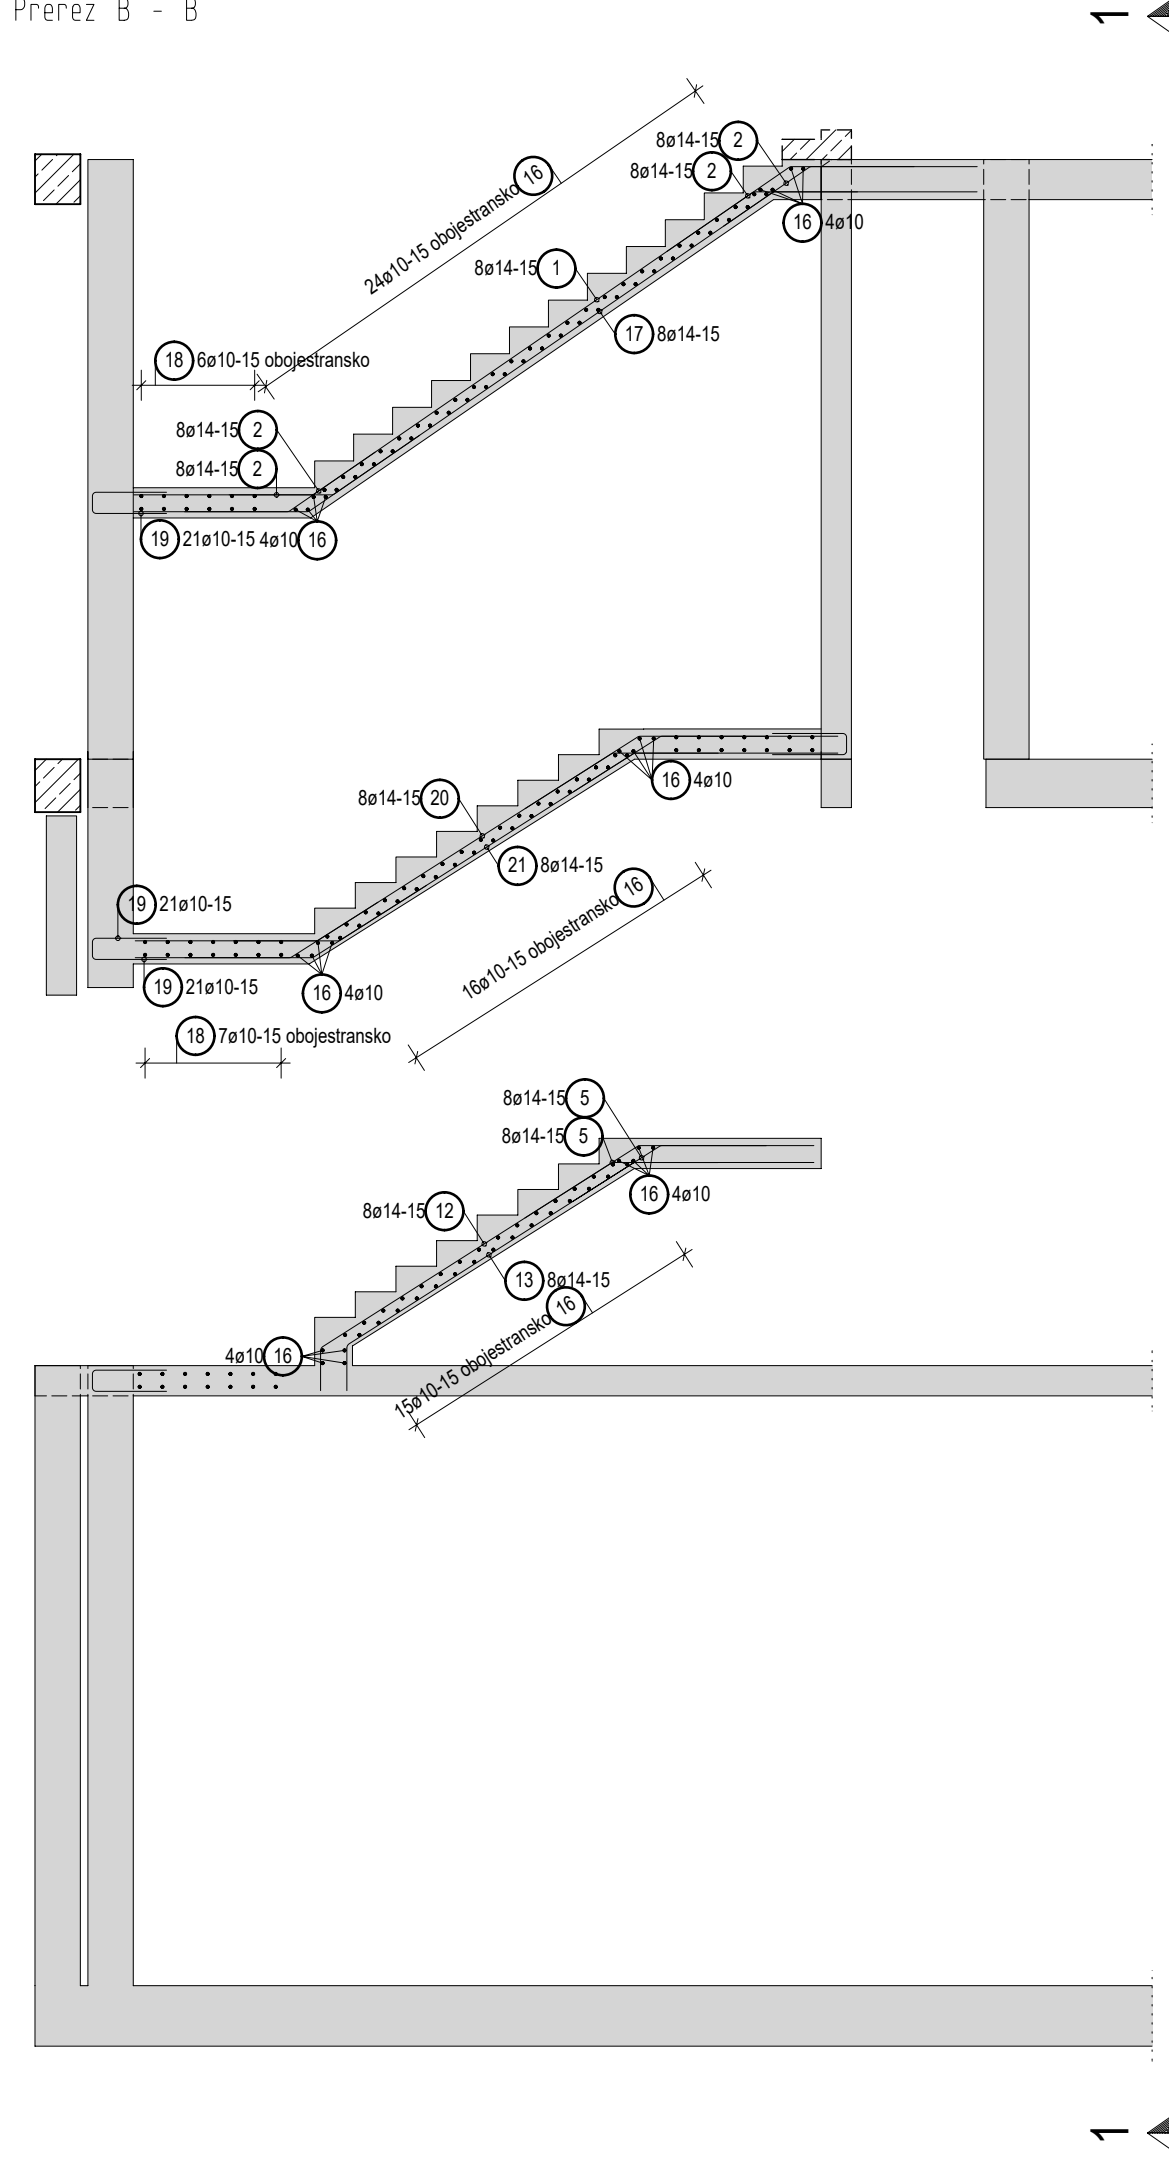 Prerez B - B
1
8ø14-15 2
8ø14-15 2
16
24ø10-15 obojestransko
16 4ø10
8ø14-15 1
17 8ø14-15
18 6ø10-15 obojestransko
8ø14-15 2
8ø14-15 2
19 21ø10-15 4ø10 16
16 4ø10
8ø14-15 20
21 8ø14-15
16
16ø10-15 obojestransko
19 21ø10-15
19 21ø10-15
16 4ø10
18 7ø10-15 obojestransko
8ø14-15 5
8ø14-15 5
16 4ø10
8ø14-15 12
13 8ø14-15
16
15ø10-15 obojestransko
4ø10 16
1